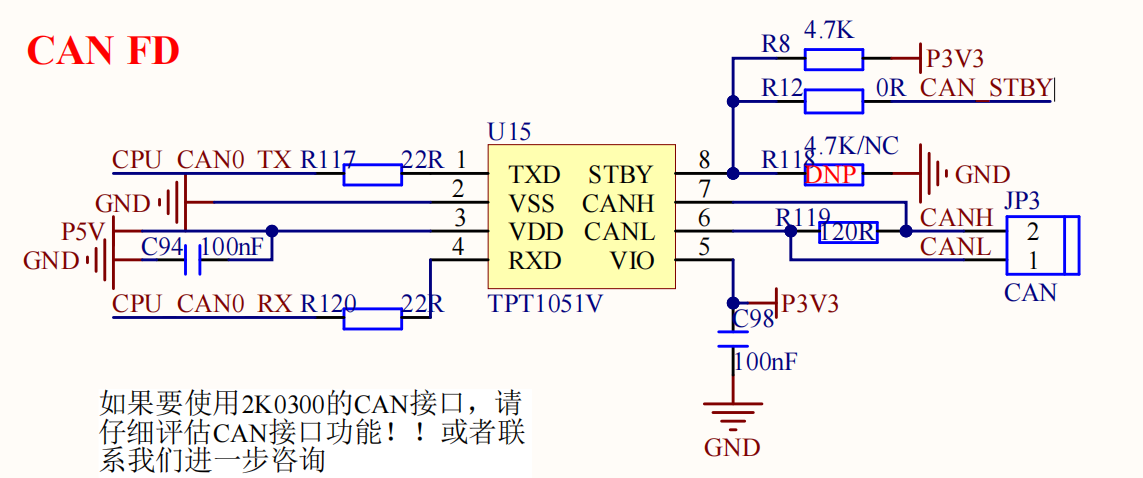 CAN FD
R8 4.7K P3V3
R12 0R CAN_STBY
U15
CPU_CAN0_TX R117 22R 1 TXD STBY 8 R118 4.7K/NC DNP GND
GND 2 VSS CANH 7 JP3
P5V 3 VDD CANL 6 R119 120R CANH 2
GND C94 100nF 4 RXD VIO 5 CANL 1
CPU_CAN0_RX R120 22R TPT1051V P3V3 CAN
C98
100nF
GND
如果要使用2K0300的CAN接口，请
仔细评估CAN接口功能！！或者联
系我们进一步咨询